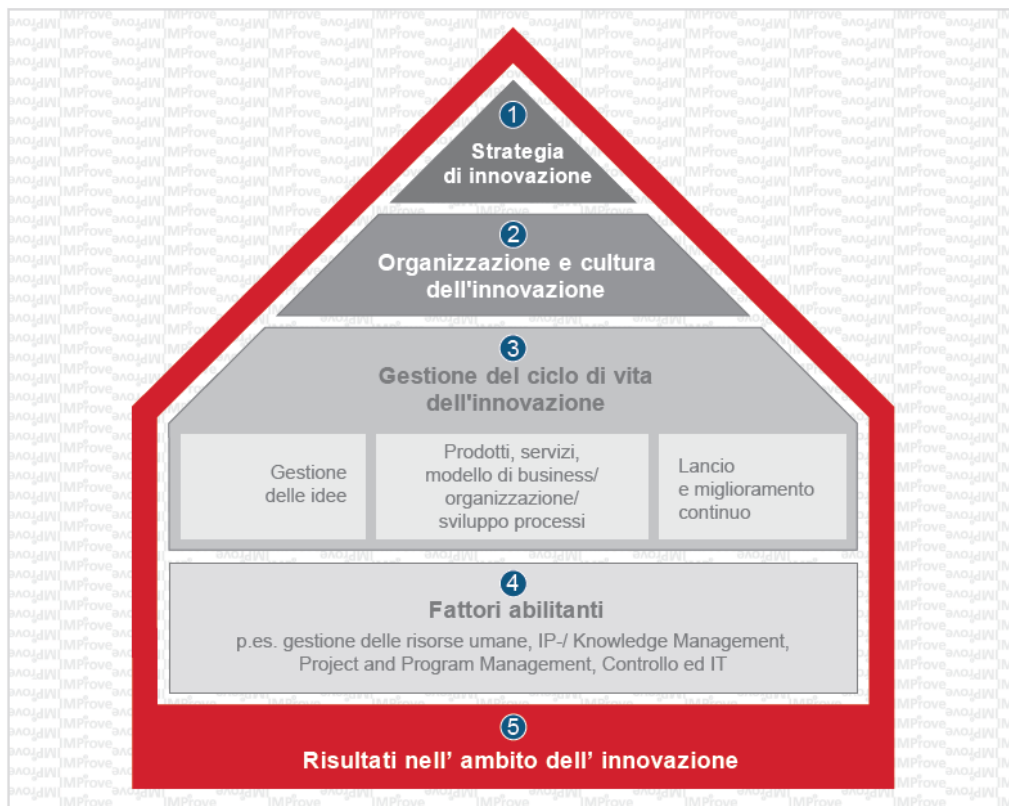 1
Strategia
di innovazione
2
Organizzazione e cultura
dell'innovazione
3
Gestione del ciclo di vita
dell'innovazione
Gestione
delle idee
Prodotti, servizi,
modello di business/
organizzazione/
sviluppo processi
Lancio
e miglioramento
continuo
4
Fattori abilitanti
p.es. gestione delle risorse umane, IP-/ Knowledge Management,
Project and Program Management, Controllo ed IT
5
Risultati nell’ ambito dell’ innovazione
IMProve